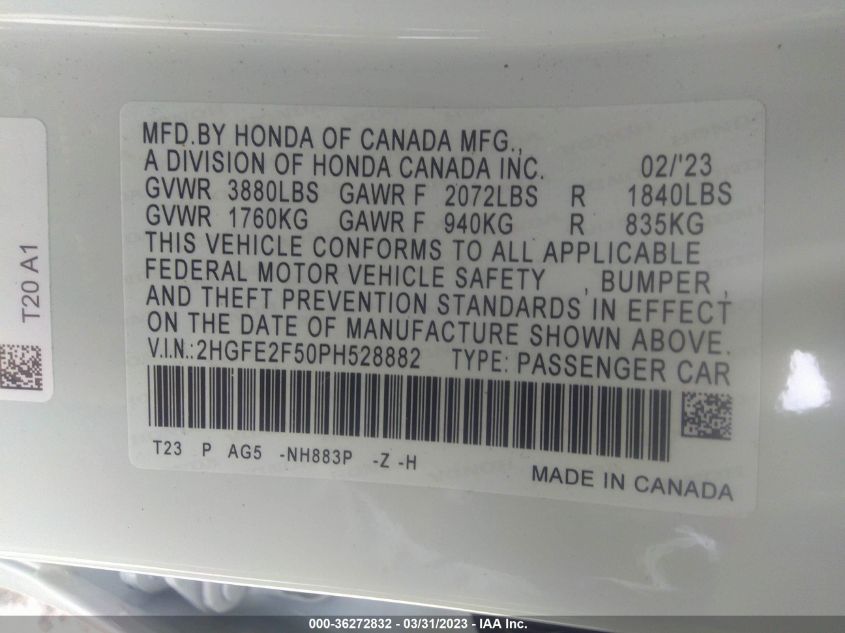 T20 A1
MFD.BY HONDA OF CANADA MFG.,
A DIVISION OF HONDA CANADA INC. 02/'23
GVWR 3880LBS GAWR F 2072LBS R 1840LBS
GVWR 1760KG GAWR F 940KG R 835KG
THIS VEHICLE CONFORMS TO ALL APPLICABLE
FEDERAL MOTOR VEHICLE SAFETY , BUMPER ,
AND THEFT PREVENTION STANDARDS IN EFFECT
ON THE DATE OF MANUFACTURE SHOWN ABOVE.
V.I.N.:2HGFE2F50PH528882 TYPE: PASSENGER CAR
T23 P AG5 -NH883P -Z -H
MADE IN CANADA
000-36272832 / 03/31/2023 / IAA Inc.